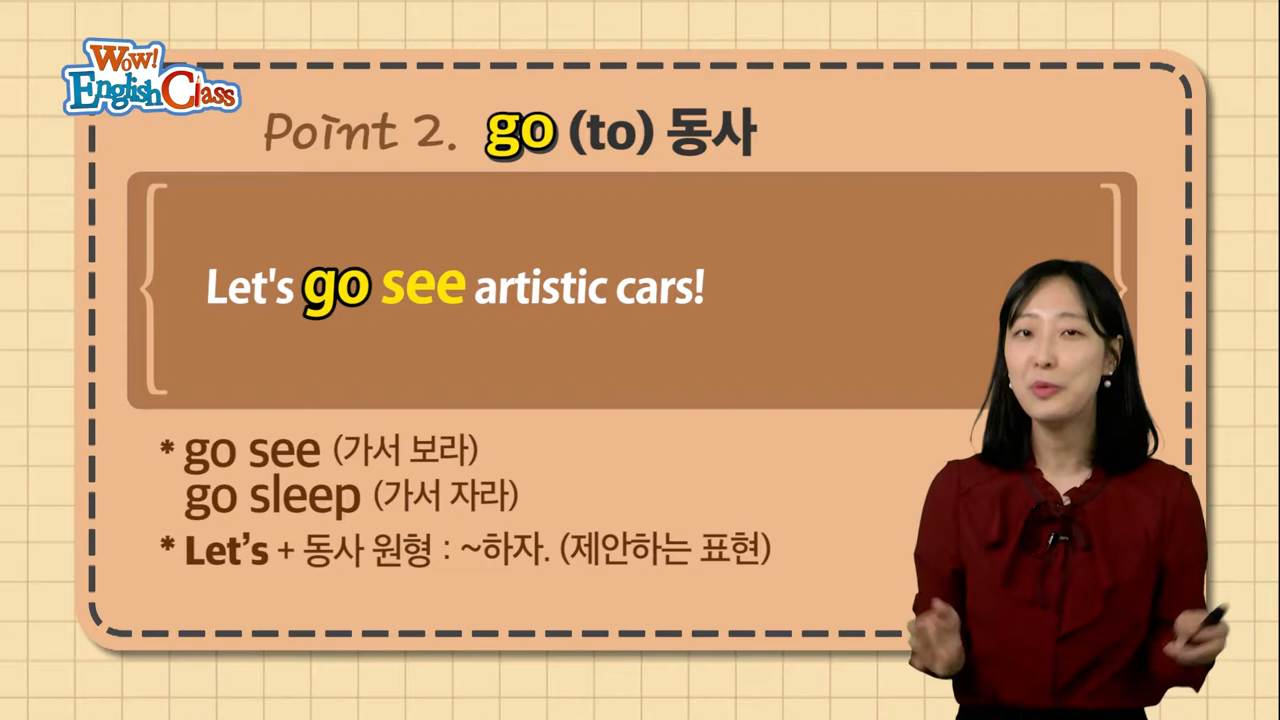 Wow!
English Class
Point 2. go (to) 동사
Let's go see artistic cars!
* go see (가서 보라)
go sleep (가서 자라)
* Let's + 동사 원형 : ~하자. (제안하는 표현)